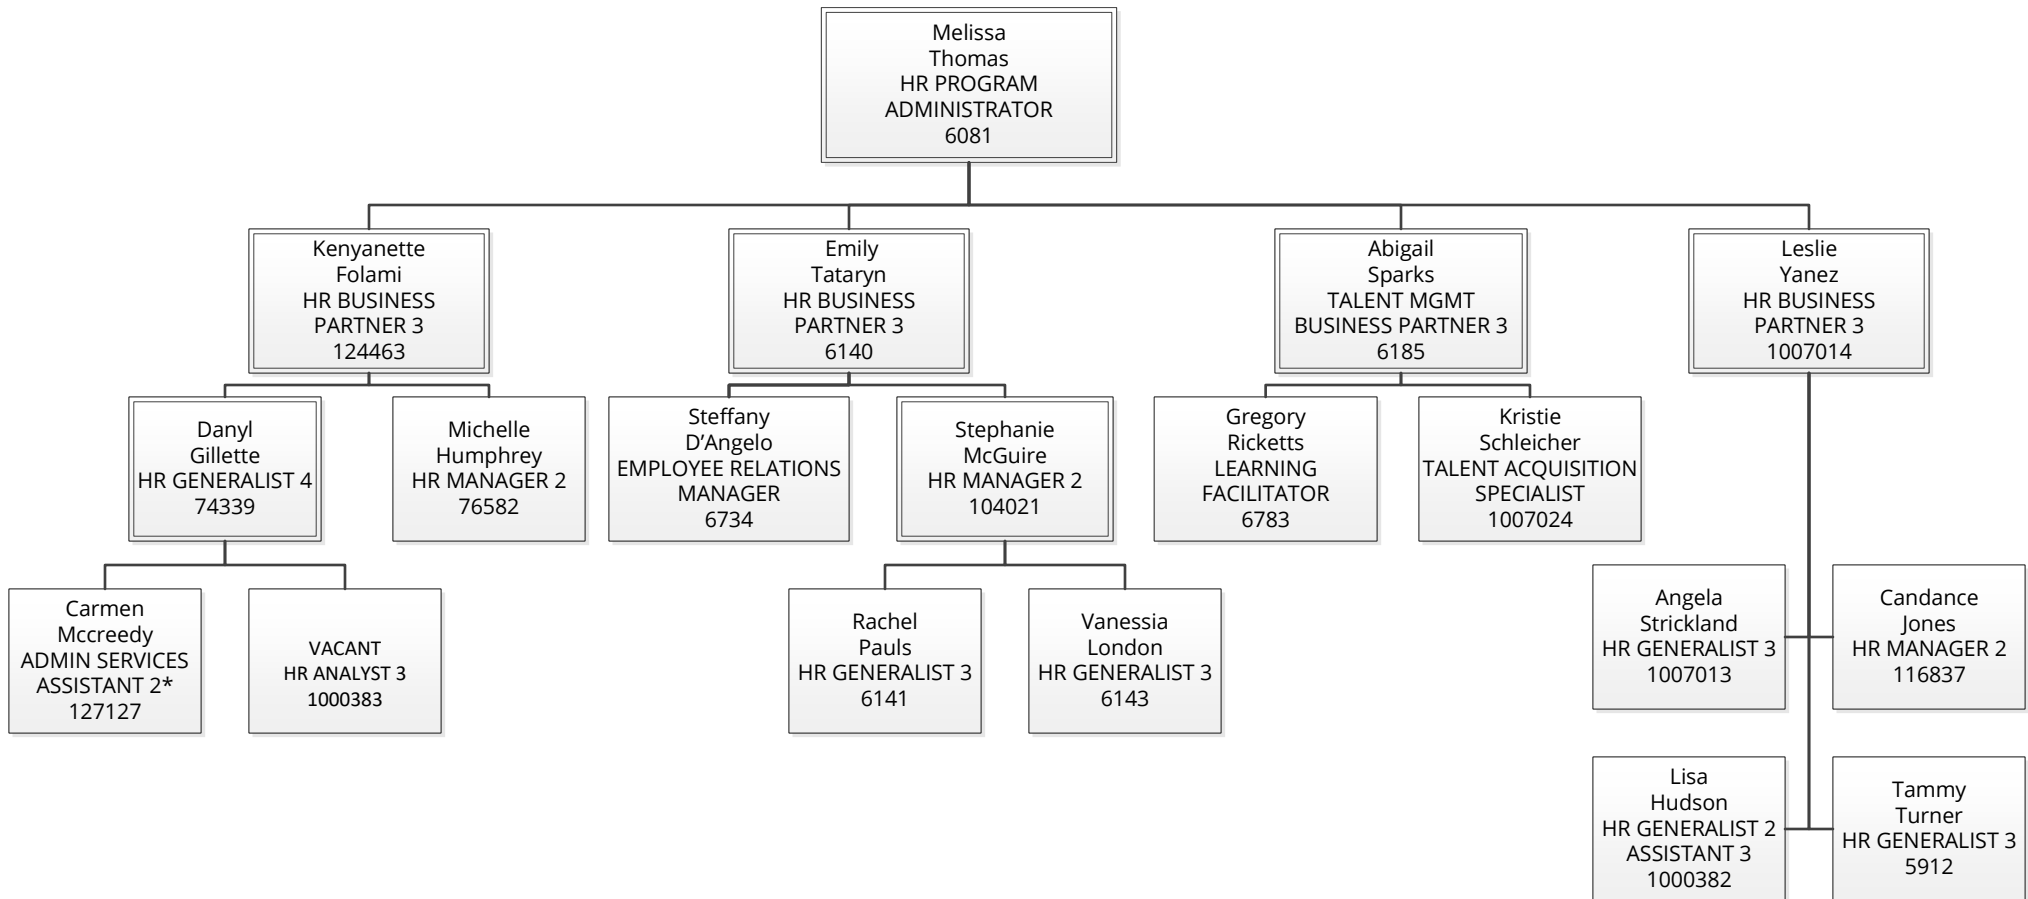 Melissa
Thomas
HR PROGRAM
ADMINISTRATOR
6081
Kenyanette
Folami
HR BUSINESS
PARTNER 3
124463
Emily
Tataryn
HR BUSINESS
PARTNER 3
6140
Abigail
Sparks
TALENT MGMT
BUSINESS PARTNER 3
6185
Leslie
Yanez
HR BUSINESS
PARTNER 3
1007014
Danyl
Gillette
HR GENERALIST 4
74339
Michelle
Humphrey
HR MANAGER 2
76582
Steffany
D’Angelo
EMPLOYEE RELATIONS
MANAGER
6734
Stephanie
McGuire
HR MANAGER 2
104021
Gregory
Ricketts
LEARNING
FACILITATOR
6783
Kristie
Schleicher
TALENT ACQUISITION
SPECIALIST
1007024
Carmen
Mccreedy
ADMIN SERVICES
ASSISTANT 2*
127127
VACANT
HR ANALYST 3
1000383
Rachel
Pauls
HR GENERALIST 3
6141
Vanessia
London
HR GENERALIST 3
6143
Angela
Strickland
HR GENERALIST 3
1007013
Candance
Jones
HR MANAGER 2
116837
Lisa
Hudson
HR GENERALIST 2
ASSISTANT 3
1000382
Tammy
Turner
HR GENERALIST 3
5912